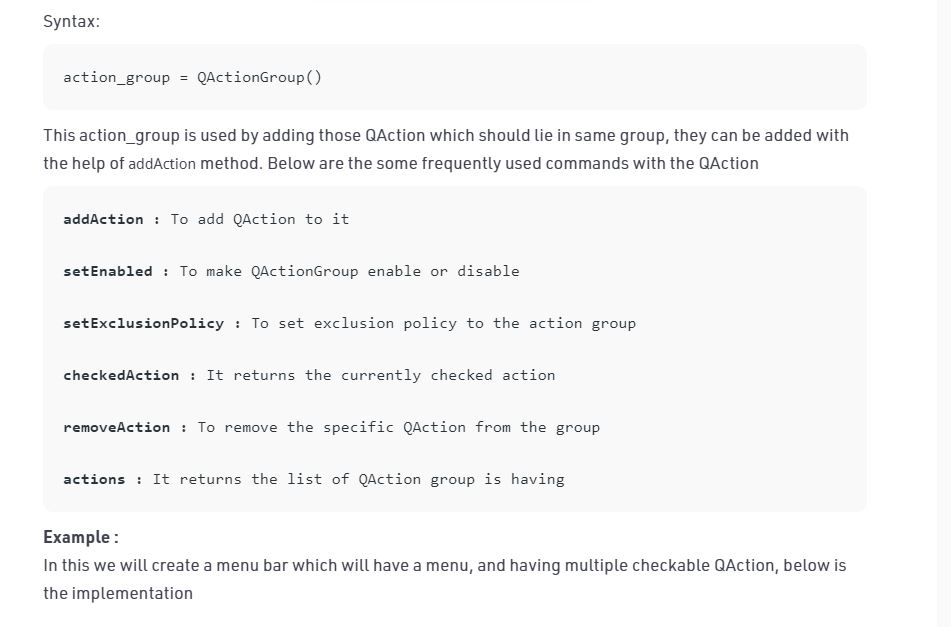 Syntax:
action_group = QActionGroup()
This action_group is used by adding those QAction which should lie in same group, they can be added with
the help of addAction method. Below are the some frequently used commands with the QAction
addAction : To add QAction to it
setEnabled : To make QActionGroup enable or disable
setExclusionPolicy : To set exclusion policy to the action group
checkedAction : It returns the currently checked action
removeAction : To remove the specific QAction from the group
actions : It returns the list of QAction group is having
Example :
In this we will create a menu bar which will have a menu, and having multiple checkable QAction, below is
the implementation